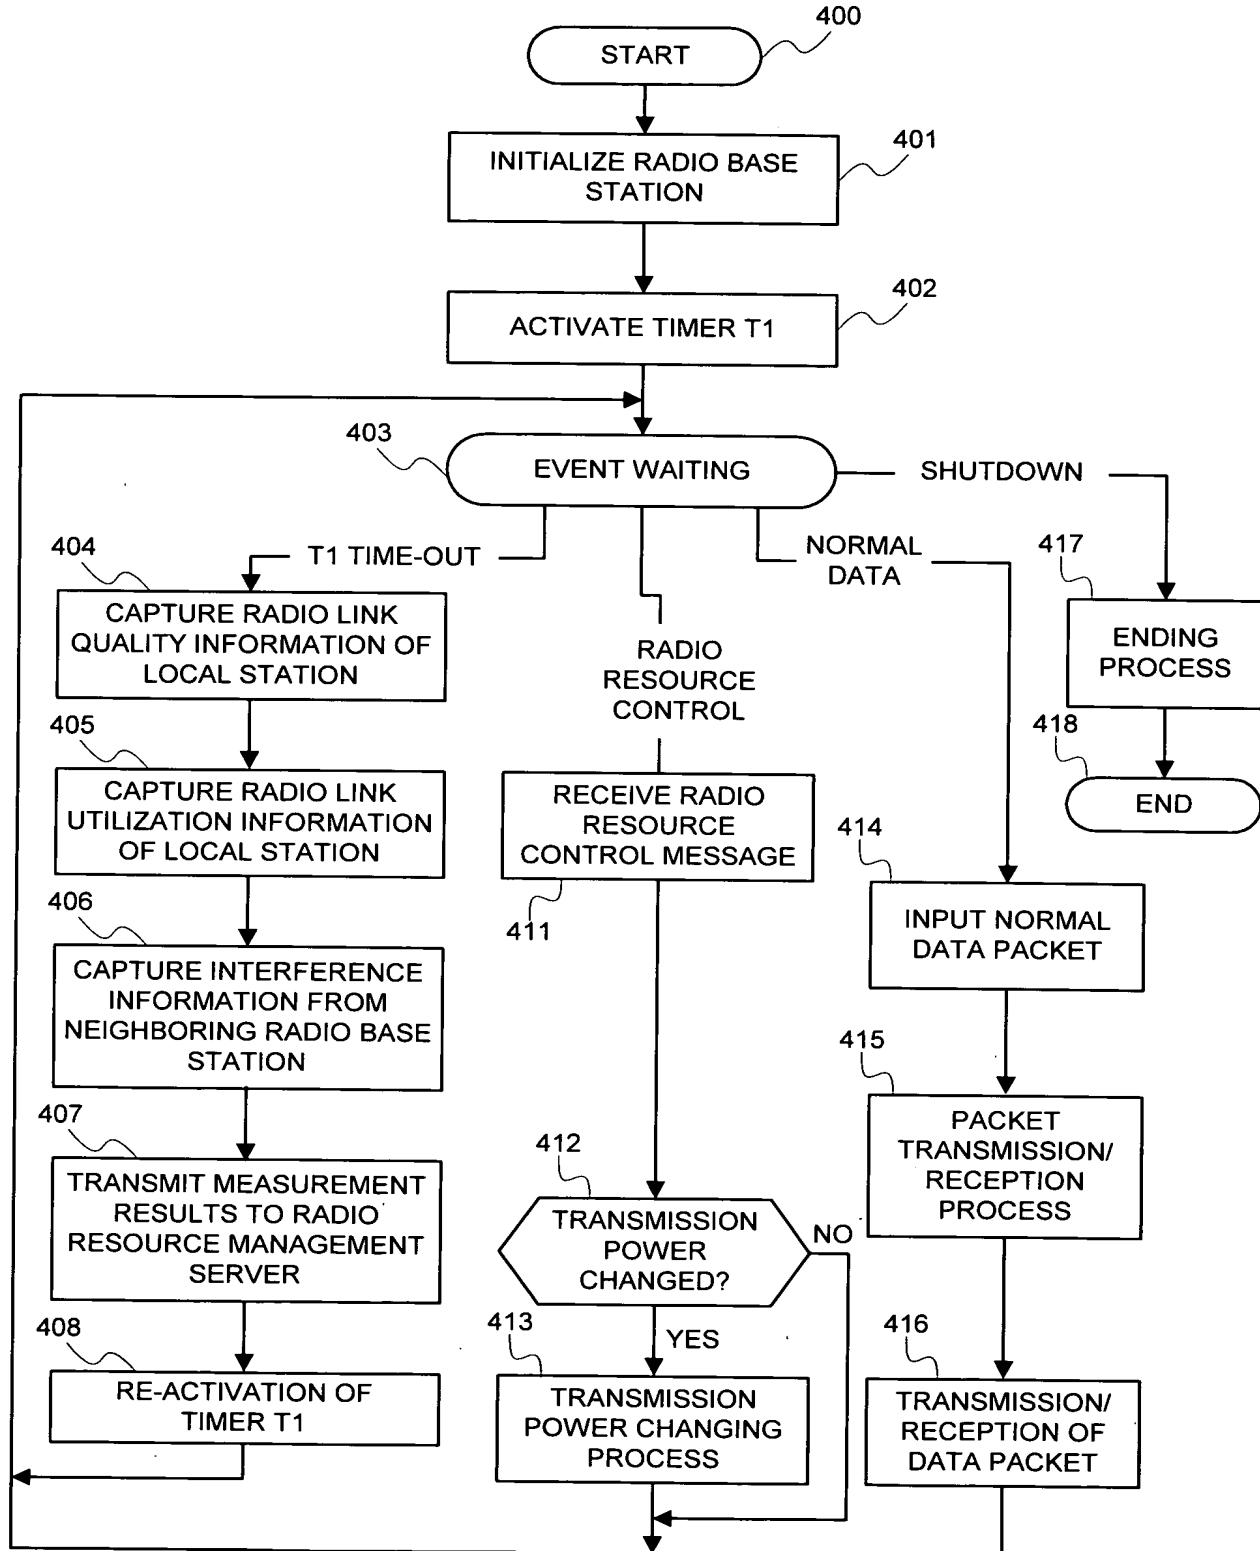 400
START
401
INITIALIZE RADIO BASE
STATION
402
ACTIVATE TIMER T1
403
EVENT WAITING
SHUTDOWN
T1 TIME-OUT
NORMAL
DATA
RADIO
RESOURCE
CONTROL
404
CAPTURE RADIO LINK
QUALITY INFORMATION OF
LOCAL STATION
405
CAPTURE RADIO LINK
UTILIZATION INFORMATION
OF LOCAL STATION
406
CAPTURE INTERFERENCE
INFORMATION FROM
NEIGHBORING RADIO BASE
STATION
407
TRANSMIT MEASUREMENT
RESULTS TO RADIO
RESOURCE MANAGEMENT
SERVER
408
RE-ACTIVATION OF
TIMER T1
RECEIVE RADIO
RESOURCE
CONTROL MESSAGE
411
412
TRANSMISSION
POWER
CHANGED?
NO
YES
413
TRANSMISSION
POWER CHANGING
PROCESS
414
INPUT NORMAL
DATA PACKET
415
PACKET
TRANSMISSION/
RECEPTION
PROCESS
416
TRANSMISSION/
RECEPTION OF
DATA PACKET
417
ENDING
PROCESS
418
END